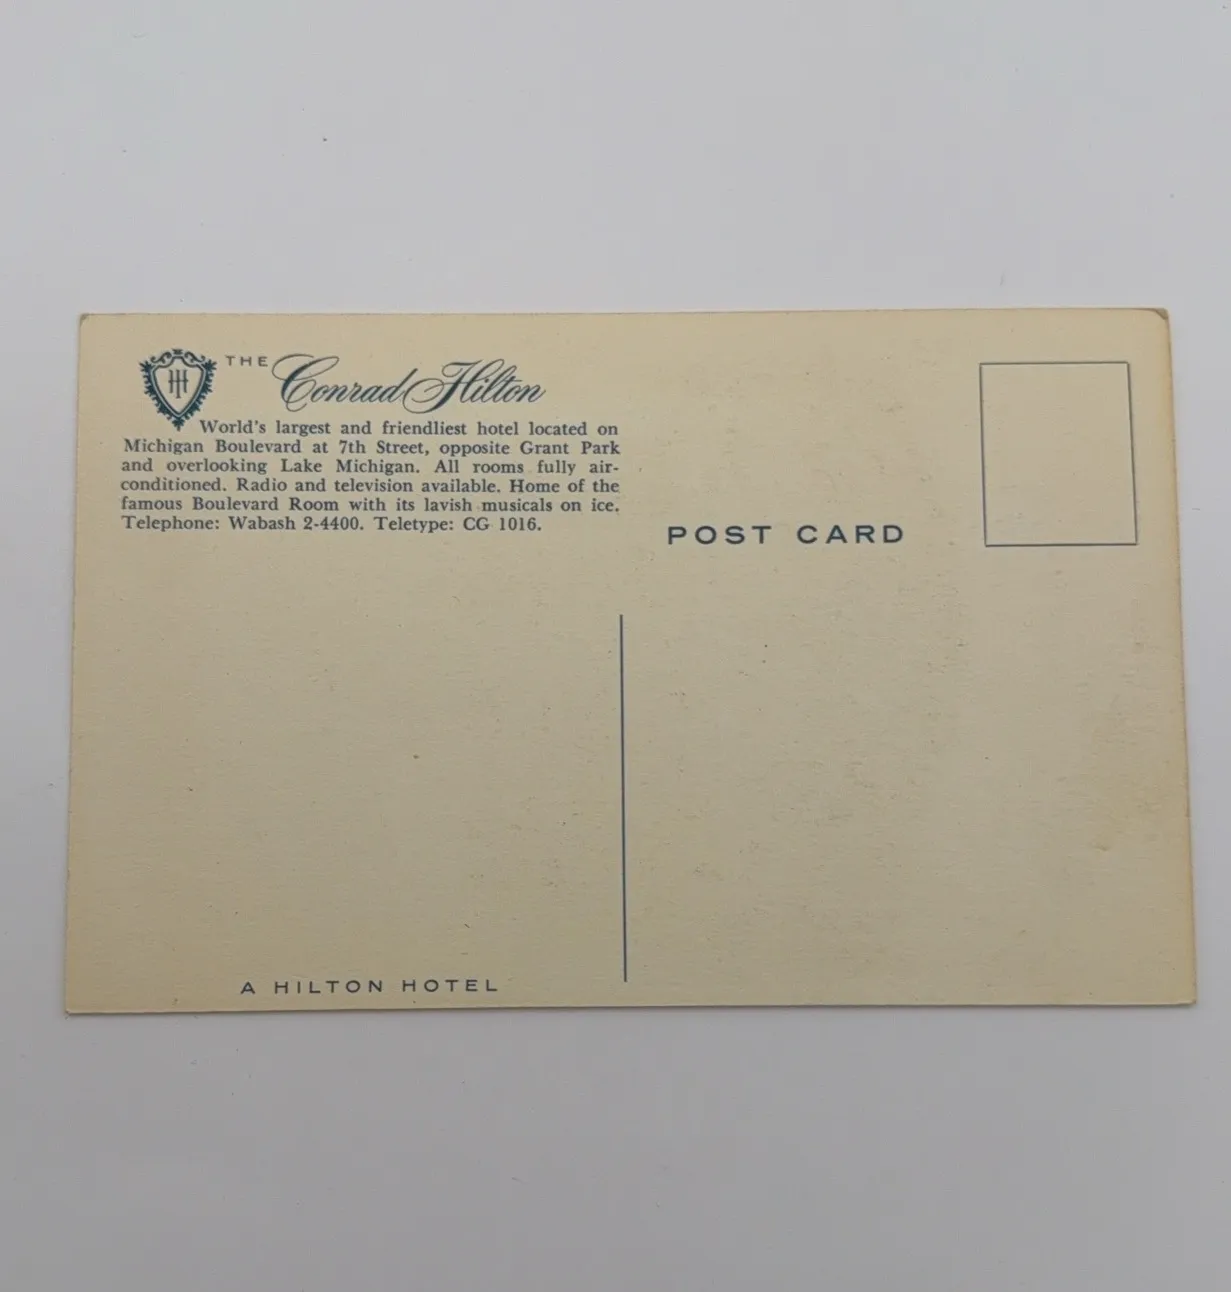 THE Conrad Hilton
World's largest and friendliest hotel located on
Michigan Boulevard at 7th Street, opposite Grant Park
and overlooking Lake Michigan. All rooms fully air-
conditioned. Radio and television available. Home of the
famous Boulevard Room with its lavish musicals on ice.
Telephone: Wabash 2-4400. Teletype: CG 1016.
POST CARD
A HILTON HOTEL